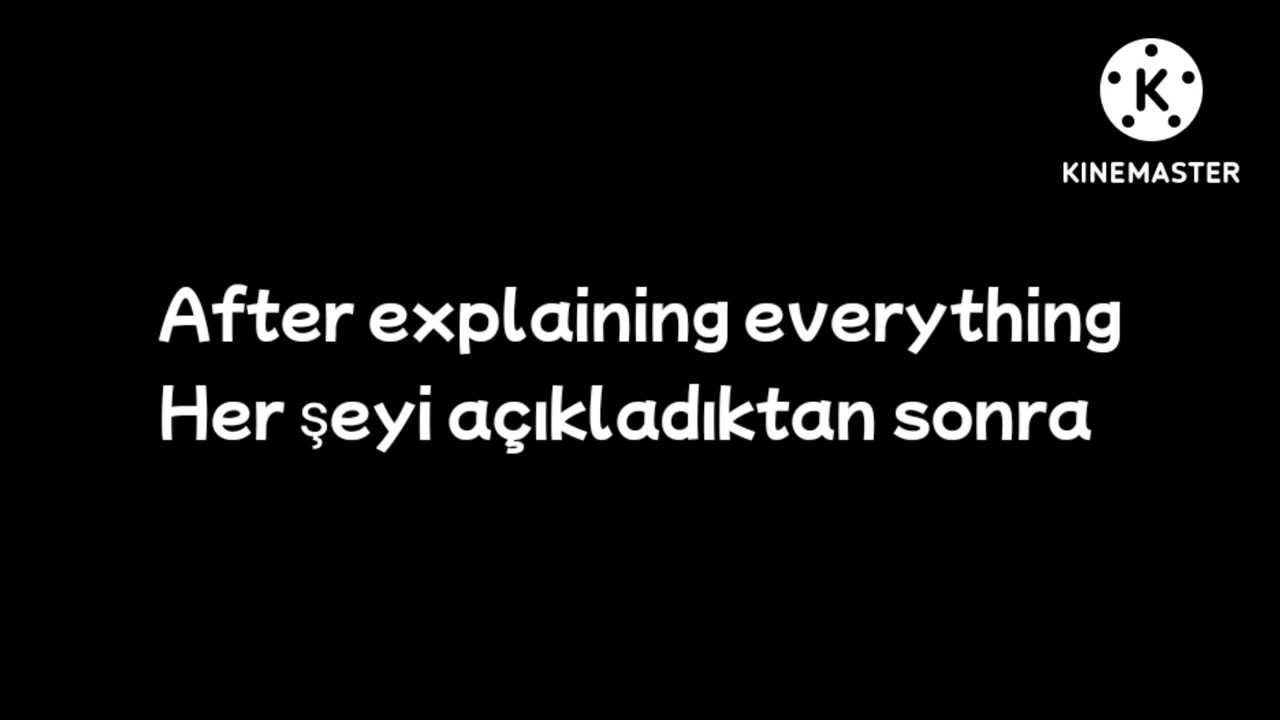 K
KINEMASTER
After explaining everything
Her şeyi açıkladıktan sonra